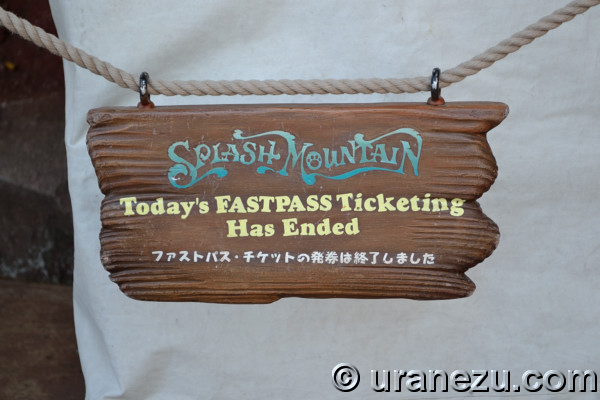 SPLASH MOUNTAIN
Today's FASTPASS Ticketing
Has Ended
ファストパス・チケットの発券は終了しました
© uranezu.com